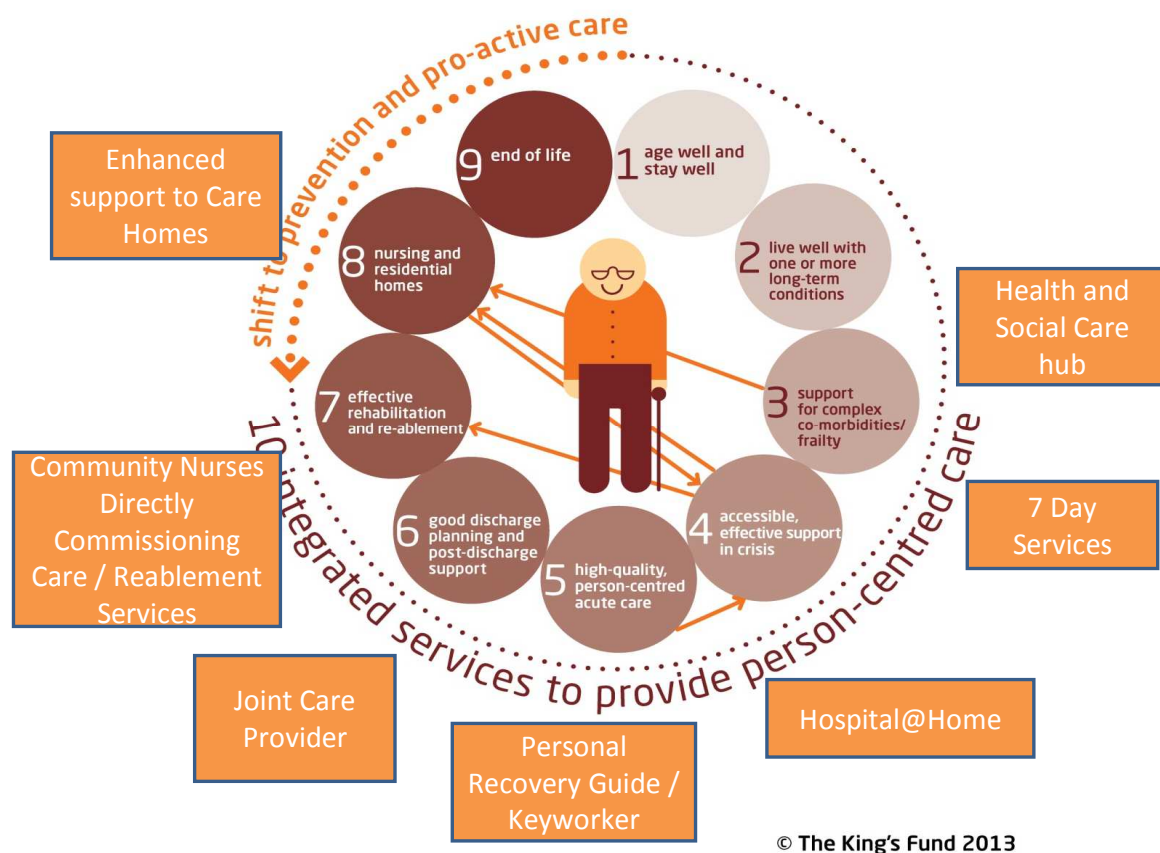 shift to prevention and pro-active care
Enhanced
support to Care
Homes
9 end of life
1 age well and
stay well
8 nursing and
residential
homes
2 live well with
one or more
long-term
conditions
Health and
Social Care
hub
7 effective
rehabilitation
and re-ablement
3 support
for complex
co-morbidities/
frailty
Community Nurses
Directly
Commissioning
Care / Reablement
Services
6 good discharge
planning and
post-discharge
support
4 accessible,
effective support
in crisis
7 Day
Services
5 high-quality,
person-centred
acute care
10 integrated services to provide person-centred care
Joint Care
Provider
Personal
Recovery Guide /
Keyworker
Hospital@Home
© The King's Fund 2013